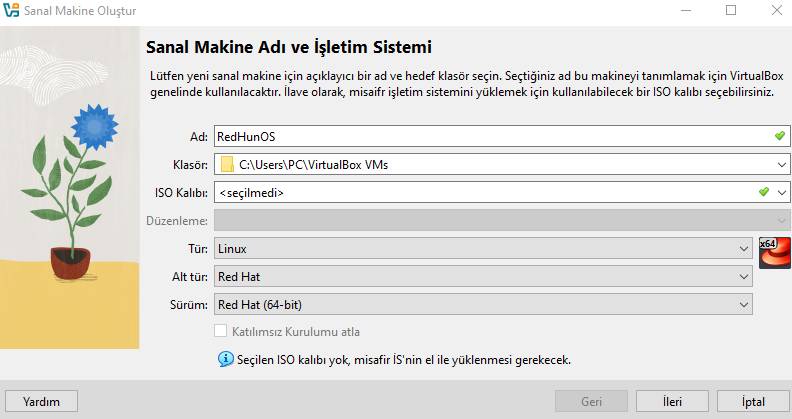 Sanal Makine Oluştur
Sanal Makine Adı ve İşletim Sistemi
Lütfen yeni sanal makine için açıklayıcı bir ad ve hedef klasör seçin. Seçtiğiniz ad bu makineyi tanımlamak için VirtualBox
genelinde kullanılacaktır. İlave olarak, misaifr işletim sistemini yüklemek için kullanılabilecek bir ISO kalıbı seçebilirsiniz.
Ad: RedHunOS
Klasör: C:\Users\PC\VirtualBox VMs
ISO Kalıbı: <seçilmedi>
Düzenleme:
Tür: Linux x64
Alt tür: Red Hat
Sürüm: Red Hat (64-bit)
Katılımsız Kurulumu atla
Seçilen ISO kalıbı yok, misafir İS'nin el ile yüklenmesi gerekecek.
Yardım Geri İleri İptal